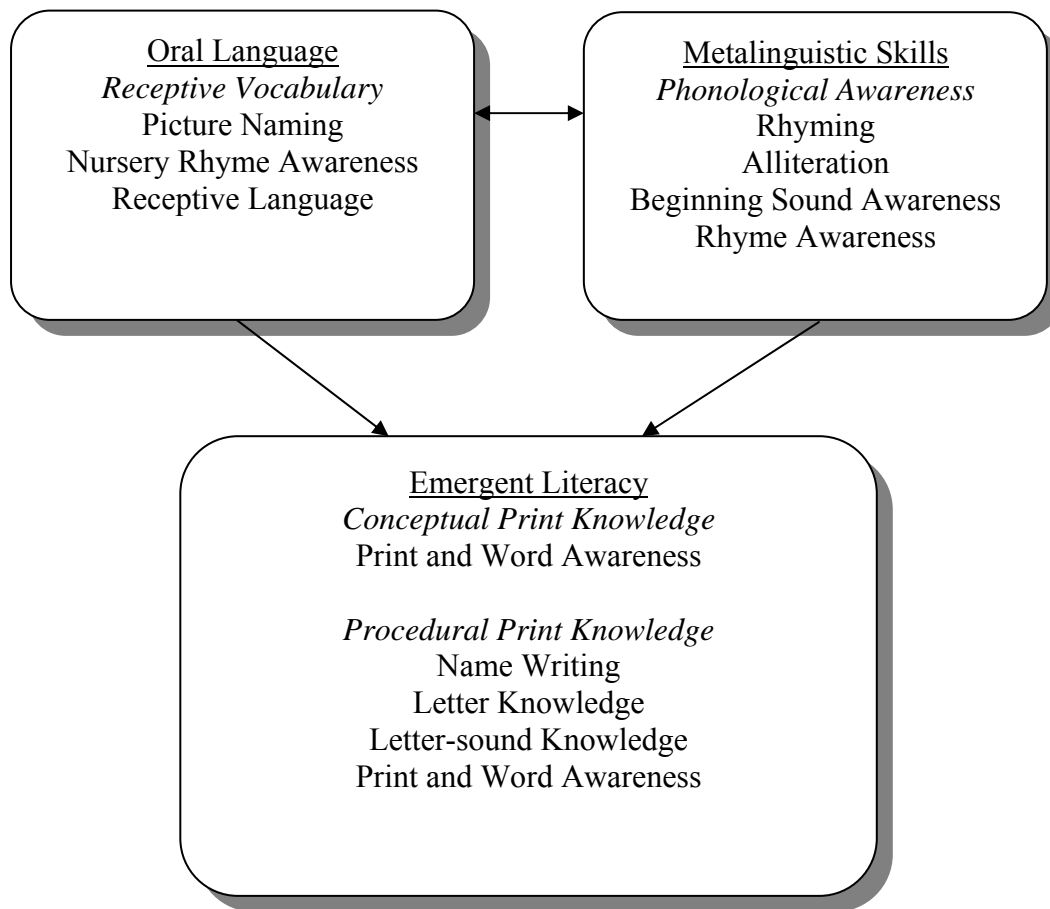 Oral Language
Receptive Vocabulary
Picture Naming
Nursery Rhyme Awareness
Receptive Language
Metalinguistic Skills
Phonological Awareness
Rhyming
Alliteration
Beginning Sound Awareness
Rhyme Awareness
Emergent Literacy
Conceptual Print Knowledge
Print and Word Awareness
Procedural Print Knowledge
Name Writing
Letter Knowledge
Letter-sound Knowledge
Print and Word Awareness